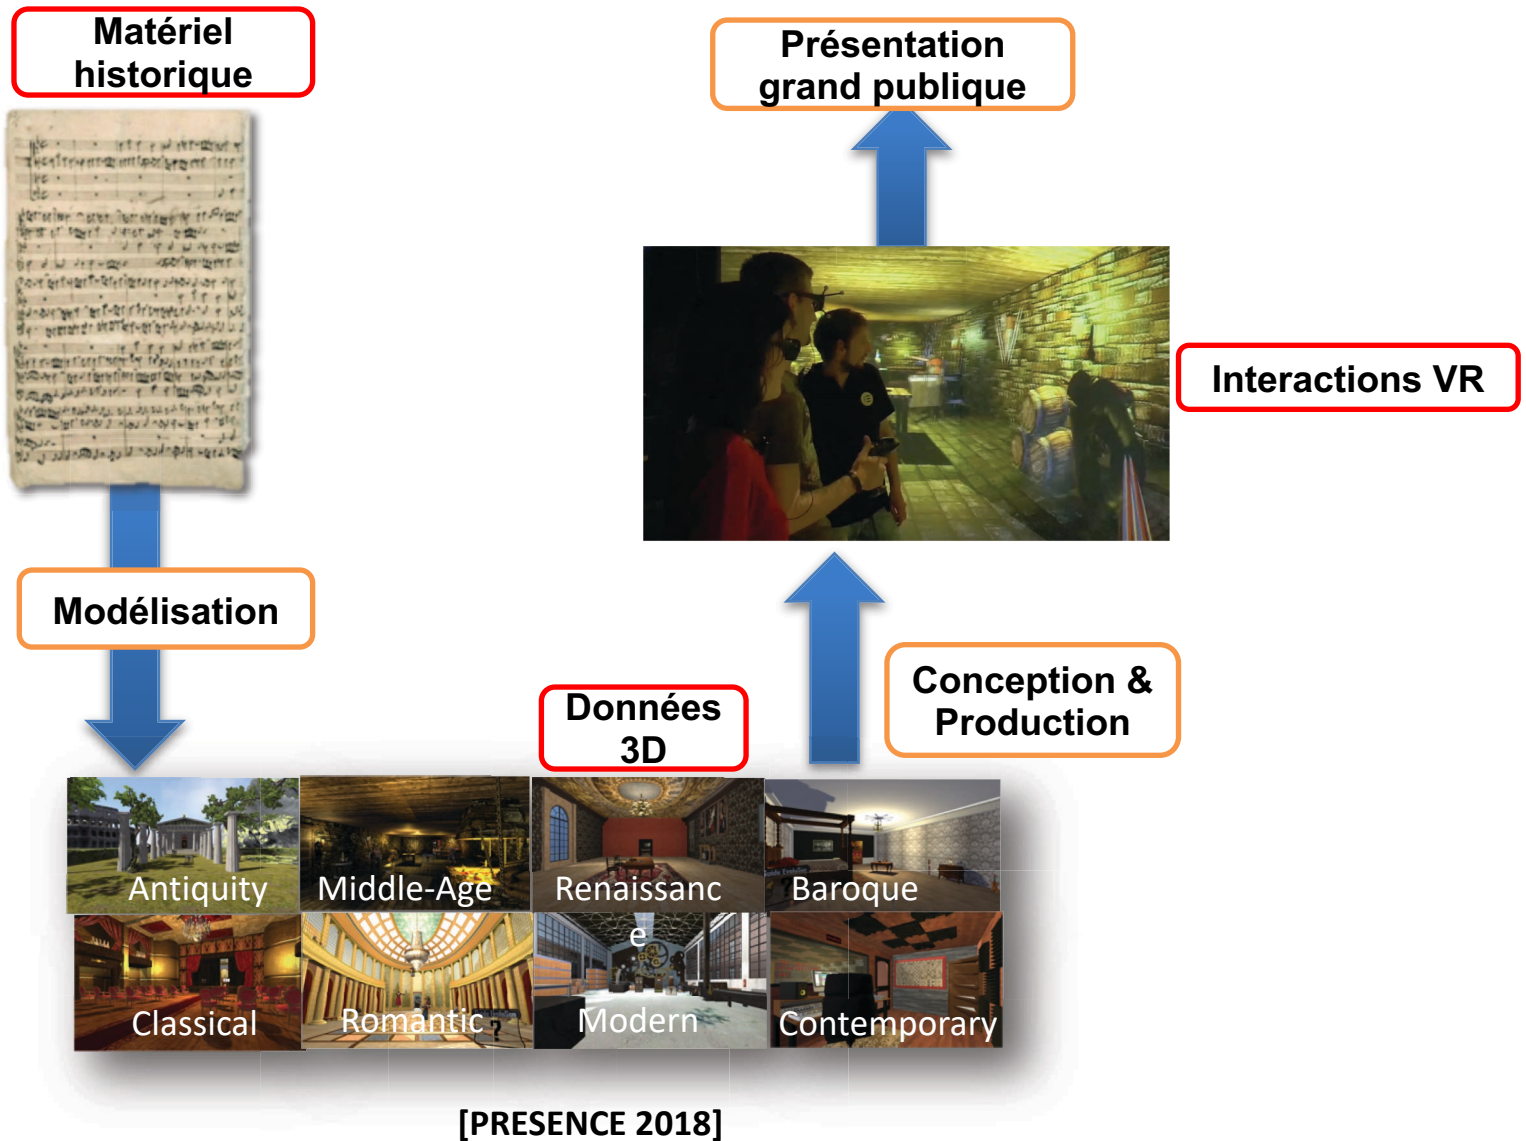 Matériel
historique
Présentation
grand publique
Interactions VR
Modélisation
Données
3D
Conception &
Production
Antiquity
Middle-Age
Renaissanc
e
Baroque
Classical
Romantic
Modern
Contemporary
[PRESENCE 2018]